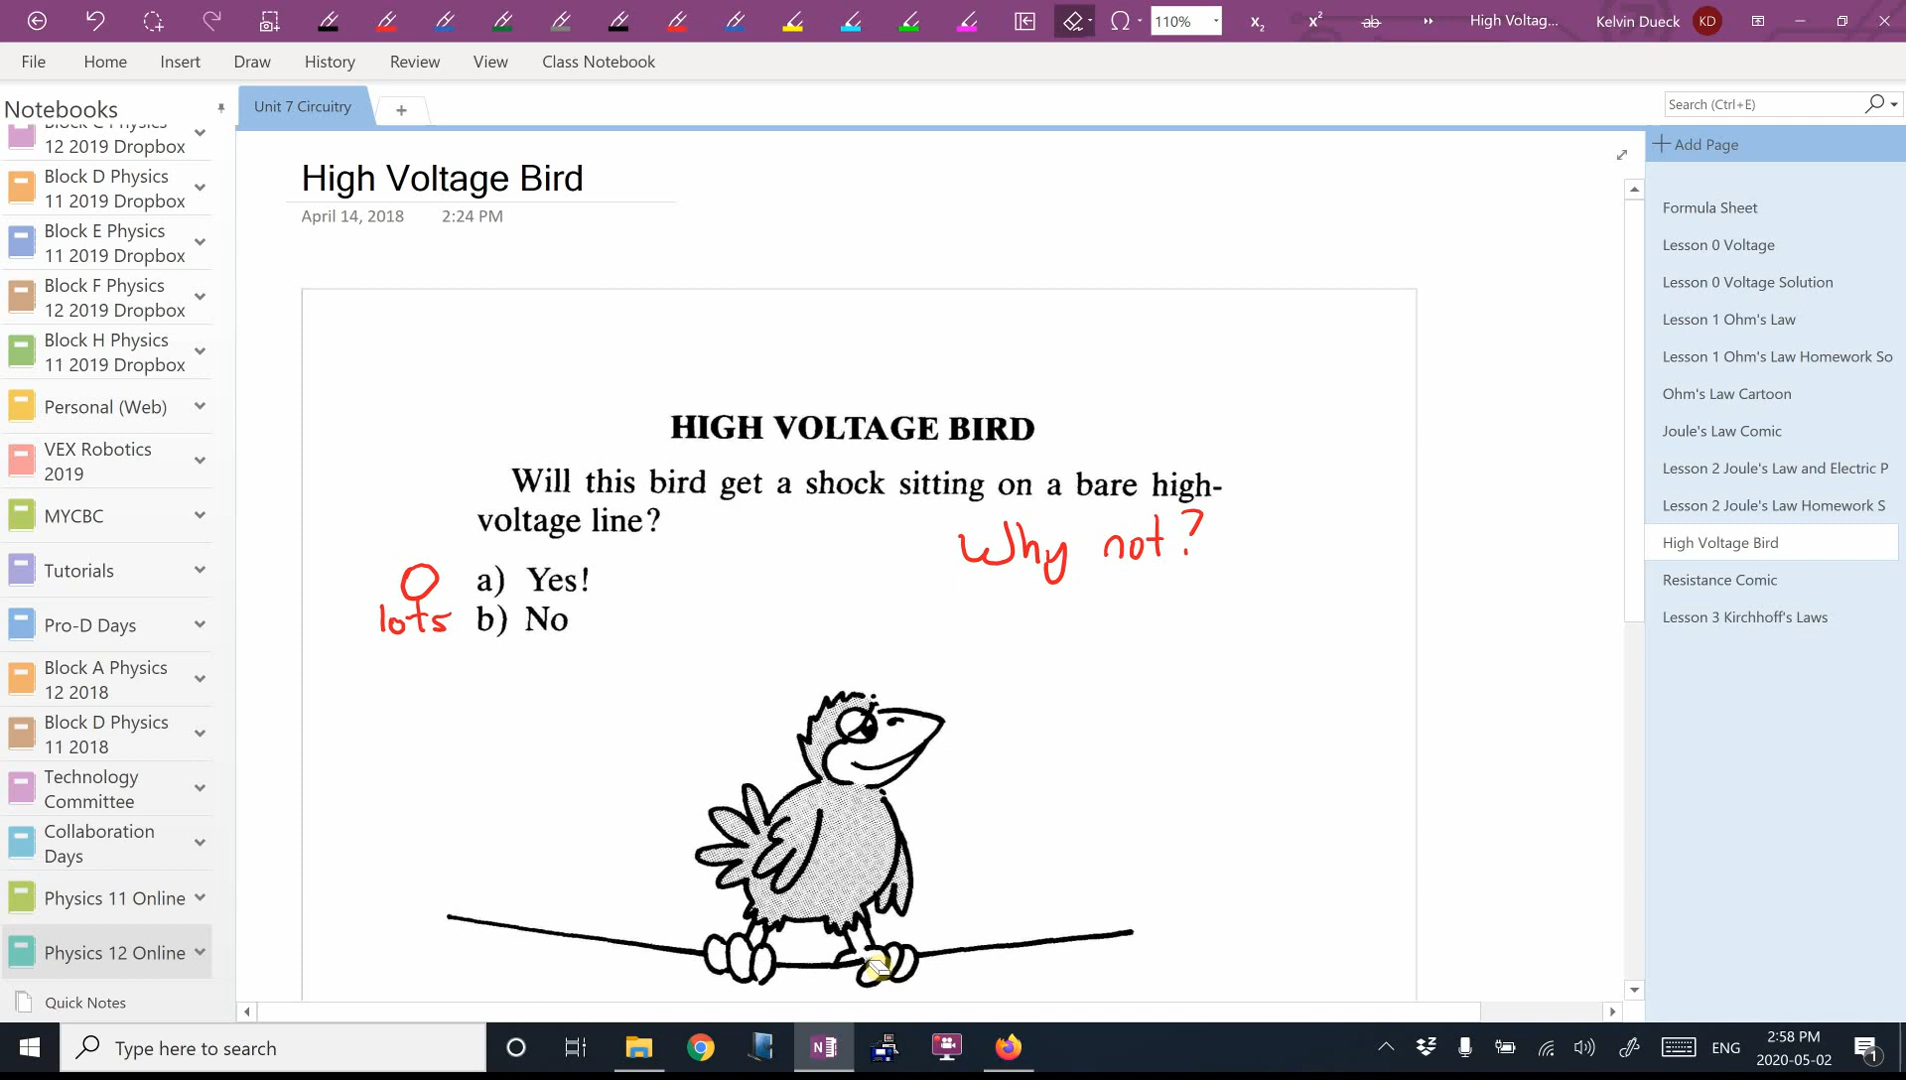 110%
x₂
x²
ab
High Voltag...
Kelvin Dueck
KD
File
Home
Insert
Draw
History
Review
View
Class Notebook
Notebooks
Unit 7 Circuitry
Search (Ctrl+E)
12 2019 Dropbox
Block D Physics
11 2019 Dropbox
Block E Physics
11 2019 Dropbox
Block F Physics
12 2019 Dropbox
Block H Physics
11 2019 Dropbox
Personal (Web)
VEX Robotics
2019
MYCBC
Tutorials
Pro-D Days
Block A Physics
12 2018
Block D Physics
11 2018
Technology
Committee
Collaboration
Days
Physics 11 Online
Physics 12 Online
Quick Notes
High Voltage Bird
April 14, 2018 2:24 PM
HIGH VOLTAGE BIRD
Will this bird get a shock sitting on a bare high-
voltage line?
Why not?
O a) Yes!
lots b) No
Add Page
Formula Sheet
Lesson 0 Voltage
Lesson 0 Voltage Solution
Lesson 1 Ohm's Law
Lesson 1 Ohm's Law Homework So
Ohm's Law Cartoon
Joule's Law Comic
Lesson 2 Joule's Law and Electric P
Lesson 2 Joule's Law Homework S
High Voltage Bird
Resistance Comic
Lesson 3 Kirchhoff's Laws
Type here to search
ENG
2:58 PM
2020-05-02
1